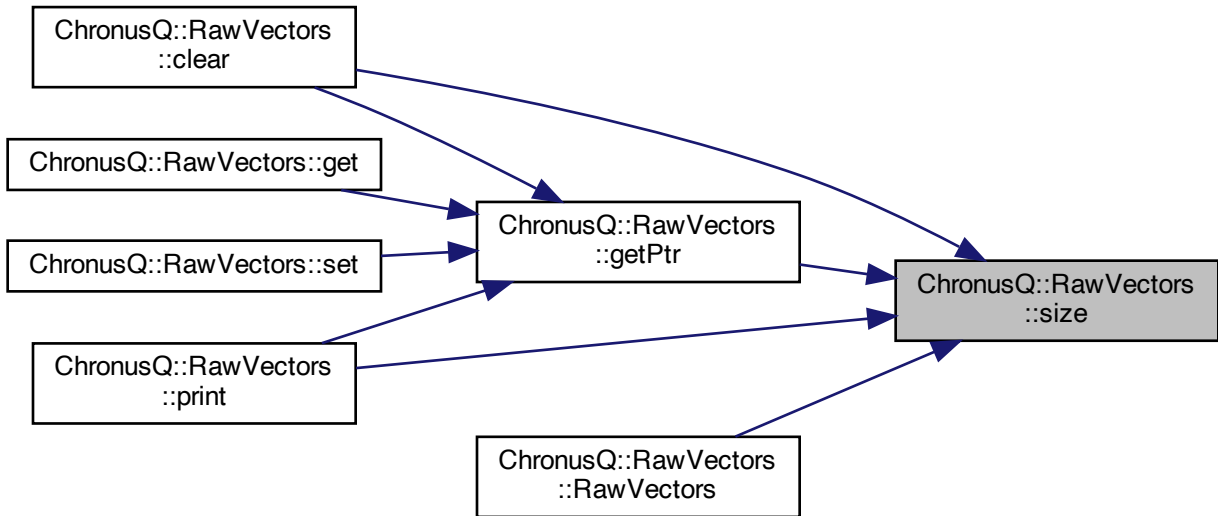 ChronusQ::RawVectors
::clear
ChronusQ::RawVectors::get
ChronusQ::RawVectors::set
ChronusQ::RawVectors
::print
ChronusQ::RawVectors
::getPtr
ChronusQ::RawVectors
::RawVectors
ChronusQ::RawVectors
::size